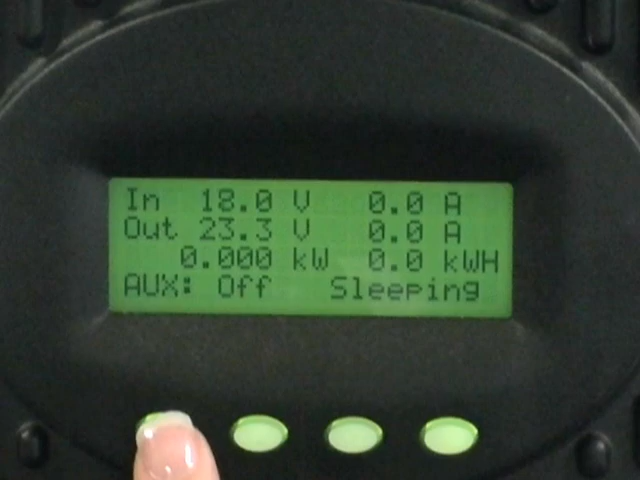 In 18.0 V 0.0 A
Out 23.3 V 0.0 A
0.000 kW 0.0 kWH
AUX: Off Sleeping